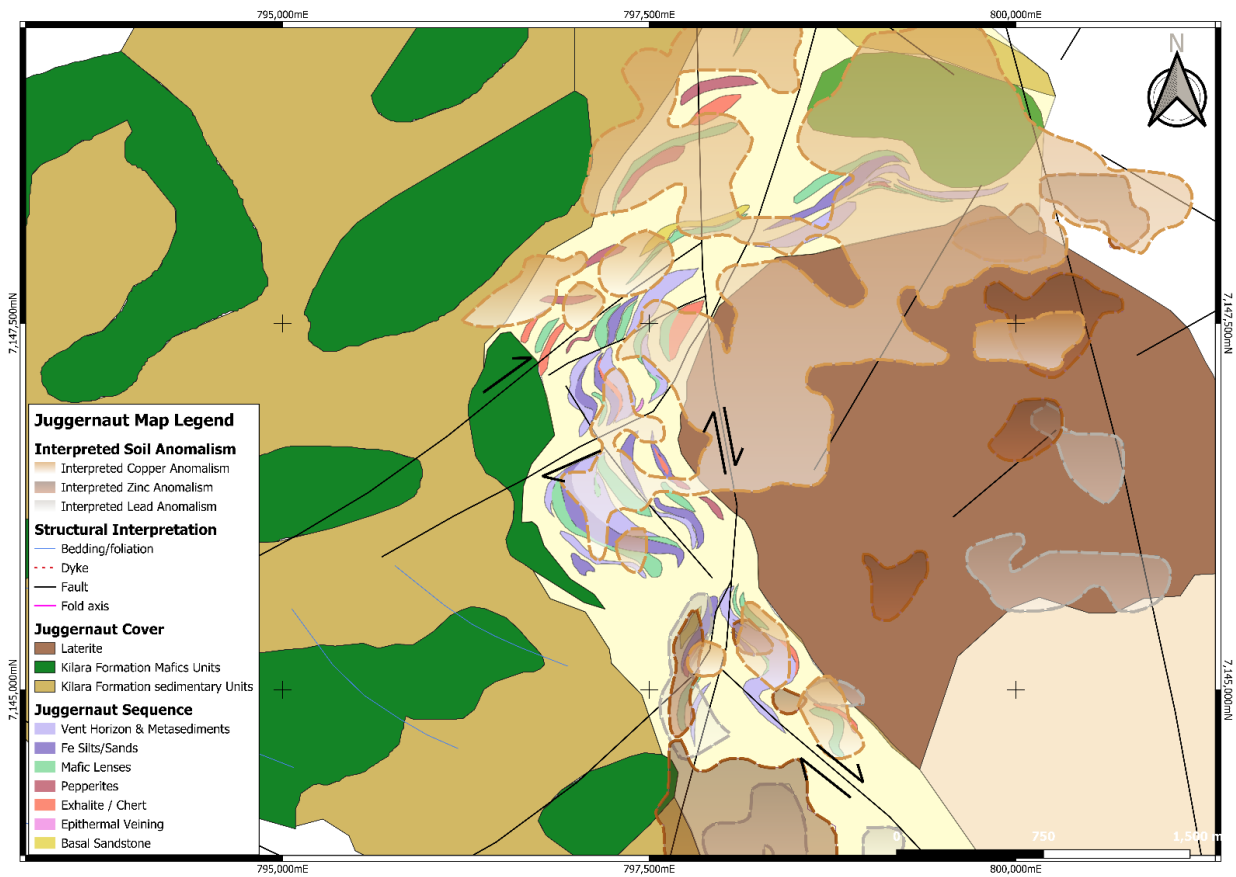 795,000mE
797,500mE
800,000mE
N
7,147,500mN
7,147,500mN
Juggernaut Map Legend
Interpreted Soil Anomalism
Interpreted Copper Anomalism
Interpreted Zinc Anomalism
Interpreted Lead Anomalism
Structural Interpretation
Bedding/foliation
Dyke
Fault
Fold axis
Juggernaut Cover
Laterite
Kilara Formation Mafics Units
Kilara Formation sedimentary Units
Juggernaut Sequence
Vent Horizon & Metasediments
Fe Silts/Sands
Mafic Lenses
Pepperites
Exhalite / Chert
Epithermal Veining
Basal Sandstone
7,145,000mN
7,145,000mN
0 750 1,500 m
795,000mE
797,500mE
800,000mE